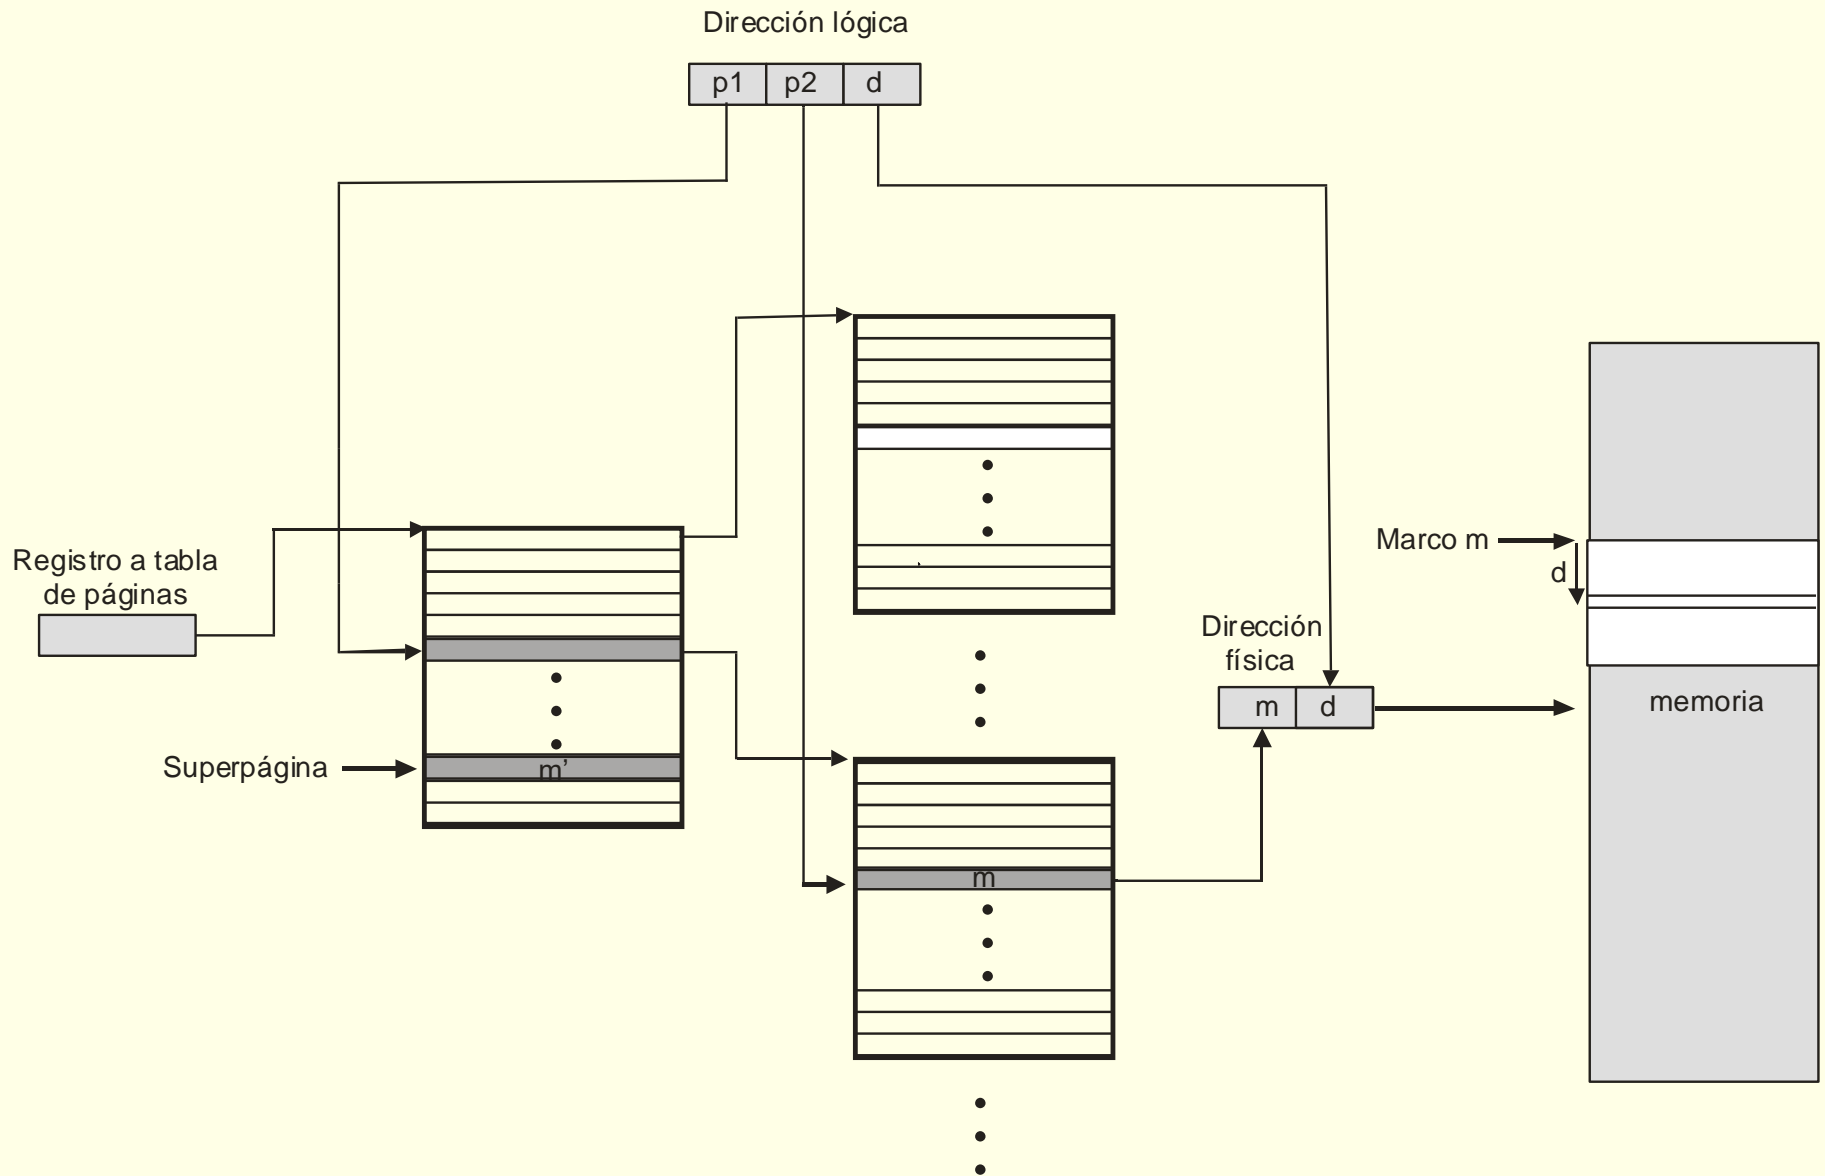 Dirección lógica
p1 p2 d
Registro a tabla
de páginas
Marco m
d
Dirección
física
m d
memoria
Superpágina
m’
m